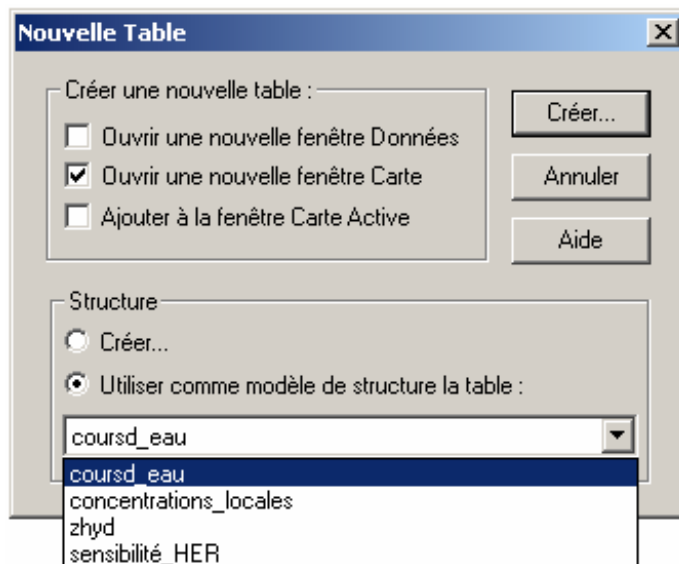 Nouvelle Table
Créer une nouvelle table :
Ouvrir une nouvelle fenêtre Données
Ouvrir une nouvelle fenêtre Carte
Ajouter à la fenêtre Carte Active
Créer...
Annuler
Aide
Structure
Créer...
Utiliser comme modèle de structure la table :
coursd_eau
coursd_eau
concentrations_locales
zhyd
sensibilité_HER